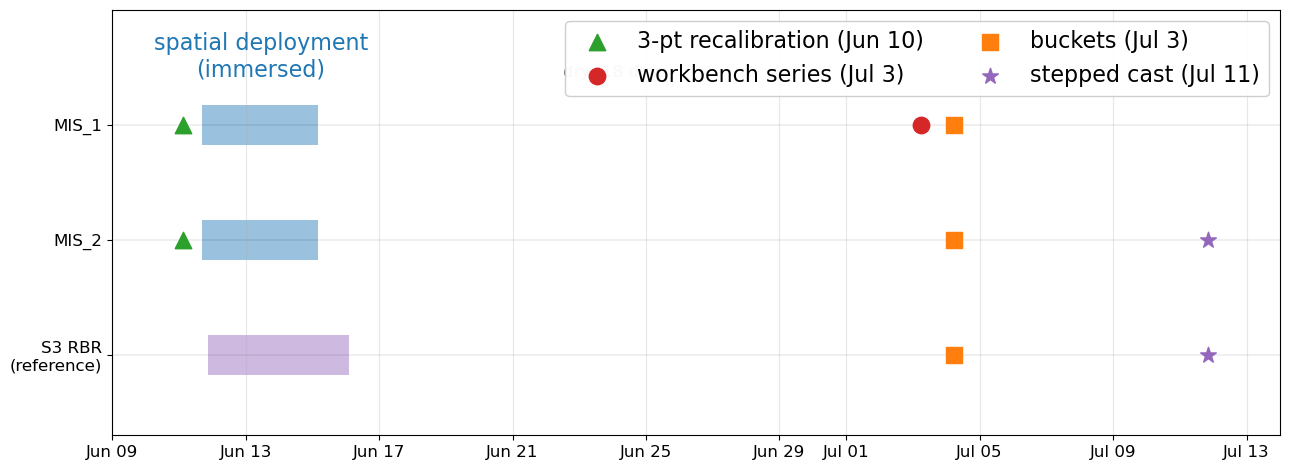 spatial deployment
(immersed)
3-pt recalibration (Jun 10)
workbench series (Jul 3)
buckets (Jul 3)
stepped cast (Jul 11)
MIS_1
MIS_2
S3 RBR
(reference)
Jun 09
Jun 13
Jun 17
Jun 21
Jun 25
Jun 29
Jul 01
Jul 05
Jul 09
Jul 13